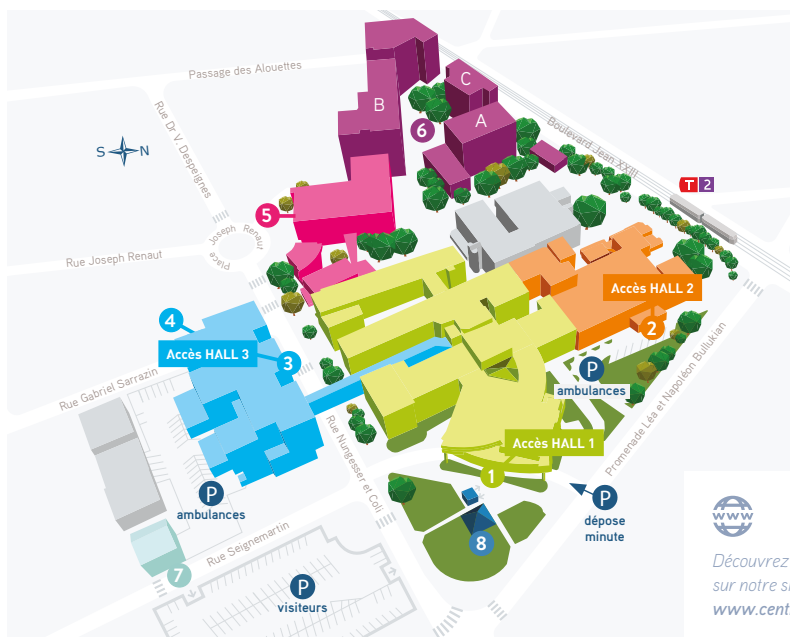 Passage des Alouettes
C
B
A
6
Boulevard Jean XXIII
Rue Dr V. Despeignes
S N
T 2
5
Place
Joseph
Renaut
Rue Joseph Renaut
Accès HALL 2
4
2
Accès HALL 3
3
P
ambulances
Rue Gabriel Sarrazin
Promenade Léa et Napoléon Bullukian
Accès HALL 1
Rue Nungesser et Coli
1
P
ambulances
P
dépose
minute
www
8
Rue Seignemartin
7
P
visiteurs
Découvrez
sur notre si
www.cent